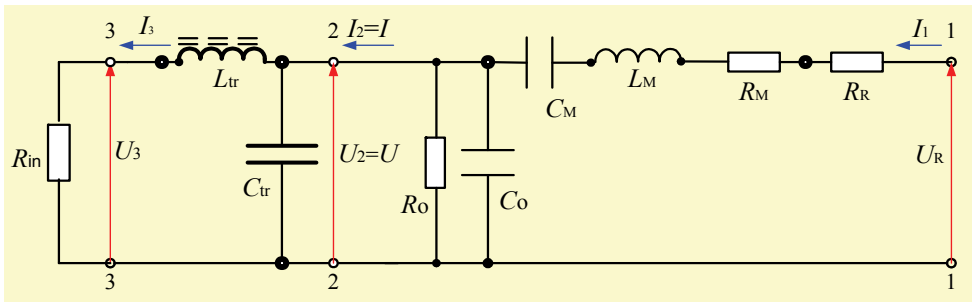 3 I₃ 2 I₂=I I₁ 1
Ltr CM LM RM RR
Rin U₃ Ctr U₂=U Ro Co UR
3 2 1